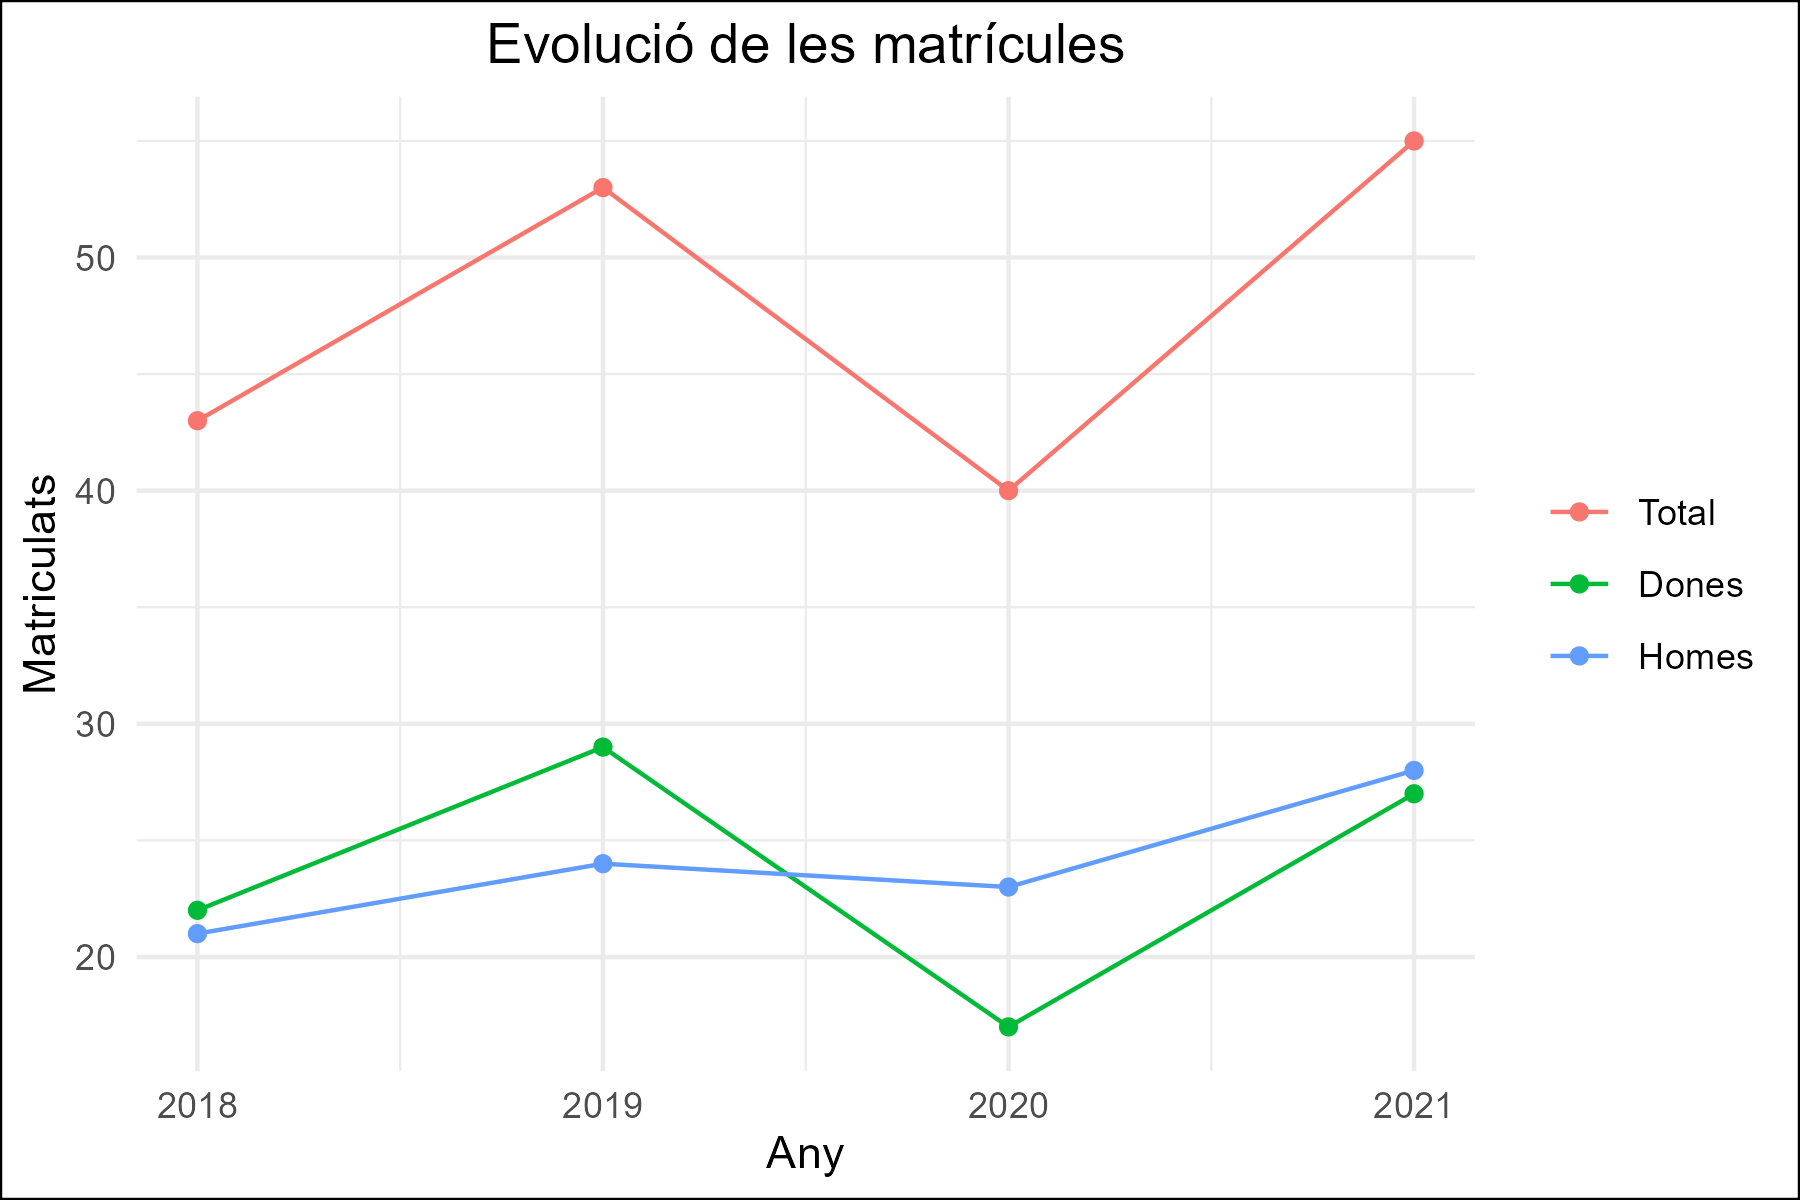 Evolució de les matrícules
Matriculats
50
40
30
20
2018
2019
2020
2021
Any
Total
Dones
Homes